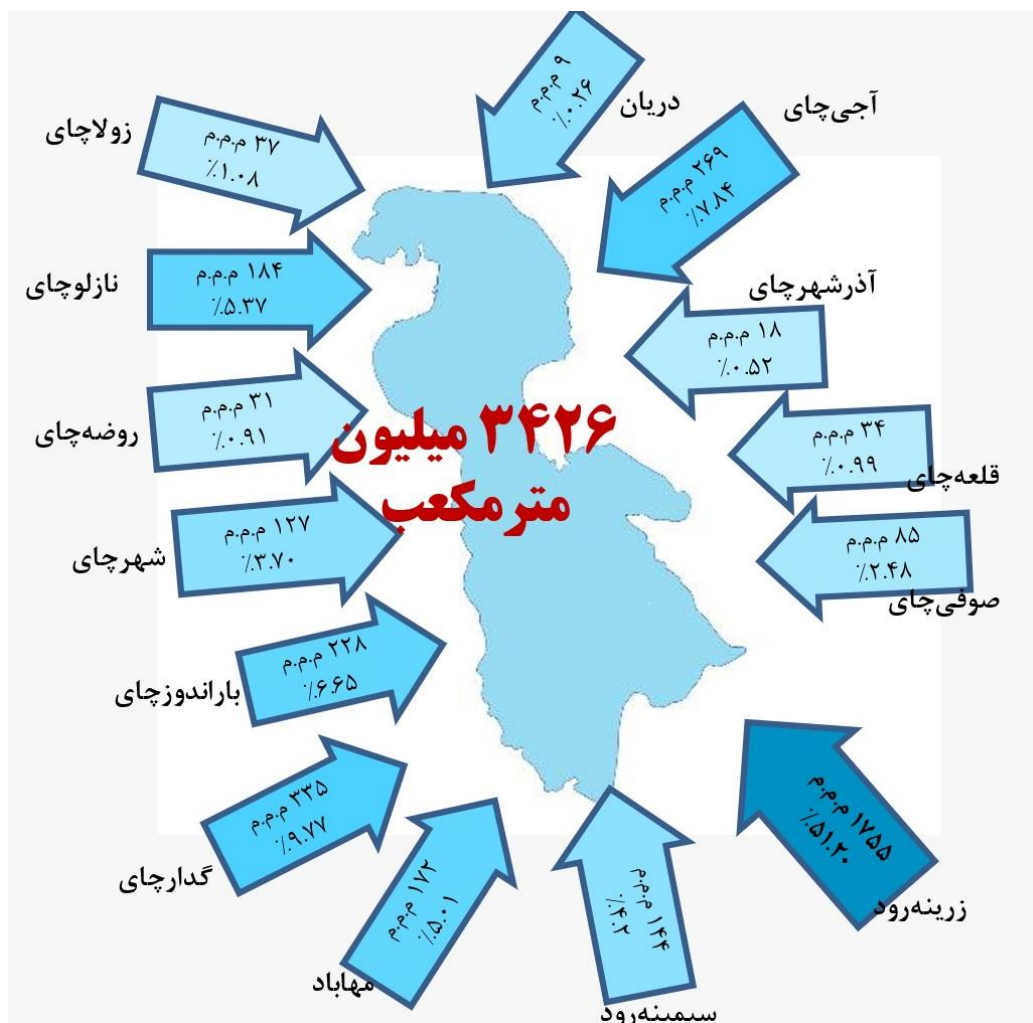 دریان
۹ م.م.م
٪۰.۲۶
آجی‌چای
۲۶۹ م.م.م
٪۷.۸۴
آذرشهرچای
۱۸ م.م.م
٪۰.۵۲
قلعه‌چای
۳۴ م.م.م
٪۰.۹۹
صوفی‌چای
۸۵ م.م.م
٪۲.۴۸
زرینه‌رود
۱۷۵۵ م.م.م
٪۵۱.۲۰
سیمینه‌رود
۱۴۴ م.م.م
٪۴.۲
مهاباد
۱۷۲ م.م.م
٪۵.۰۱
گدارچای
۳۳۵ م.م.م
٪۹.۷۷
باراندوزچای
۲۲۸ م.م.م
٪۶.۶۵
شهرچای
۱۲۷ م.م.م
٪۳.۷۰
روضه‌چای
۳۱ م.م.م
٪۰.۹۱
نازلوچای
۱۸۴ م.م.م
٪۵.۳۷
زولاچای
۳۷ م.م.م
٪۱.۰۸
۳۴۲۶ میلیون
مترمکعب